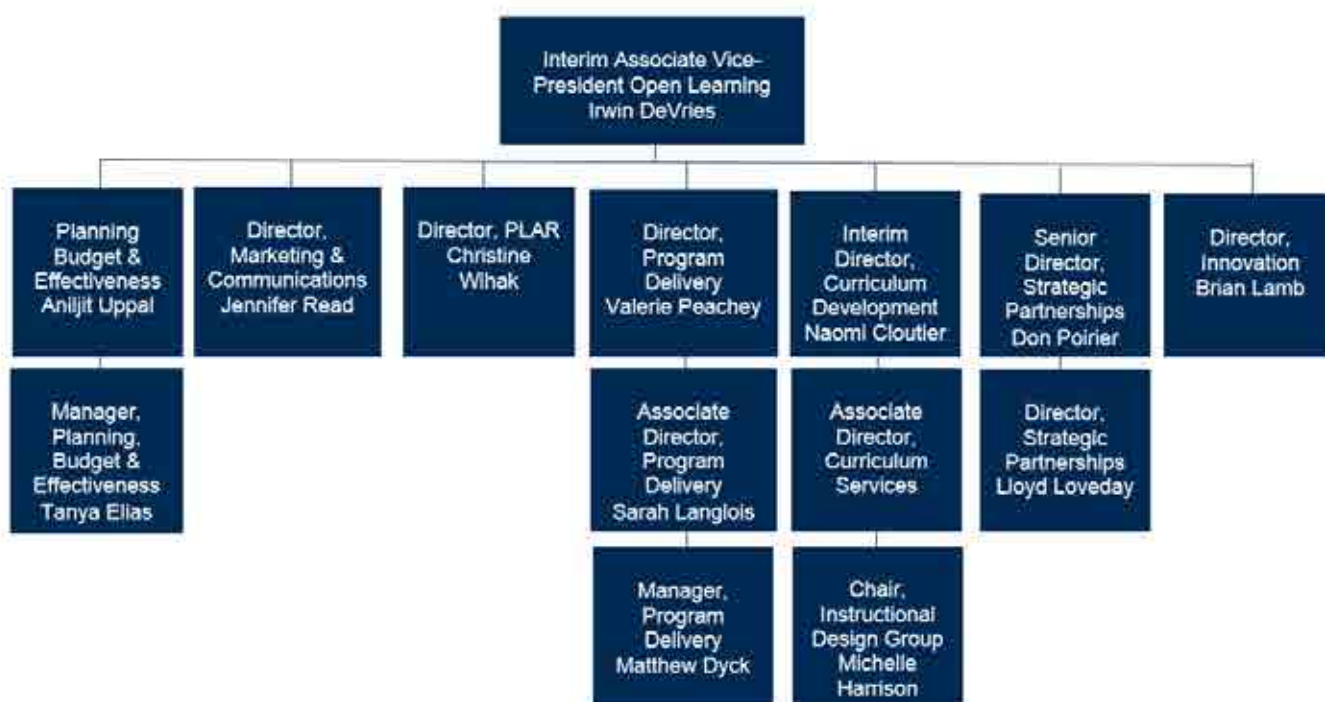 Interim Associate Vice-
President Open Learning
Irwin DeVries
Planning
Budget &
Effectiveness
Aniljit Uppal
Director,
Marketing &
Communications
Jennifer Read
Director, PLAR
Christine
Wihak
Director,
Program
Delivery
Valerie Peachey
Interim
Director,
Curriculum
Development
Naomi Cloutier
Senior
Director,
Strategic
Partnerships
Don Poirier
Director,
Innovation
Brian Lamb
Manager,
Planning,
Budget &
Effectiveness
Tanya Elias
Associate
Director,
Program
Delivery
Sarah Langlois
Associate
Director,
Curriculum
Services
Director,
Strategic
Partnerships
Lloyd Loveday
Manager,
Program
Delivery
Matthew Dyck
Chair,
Instructional
Design Group
Michelle
Harrison